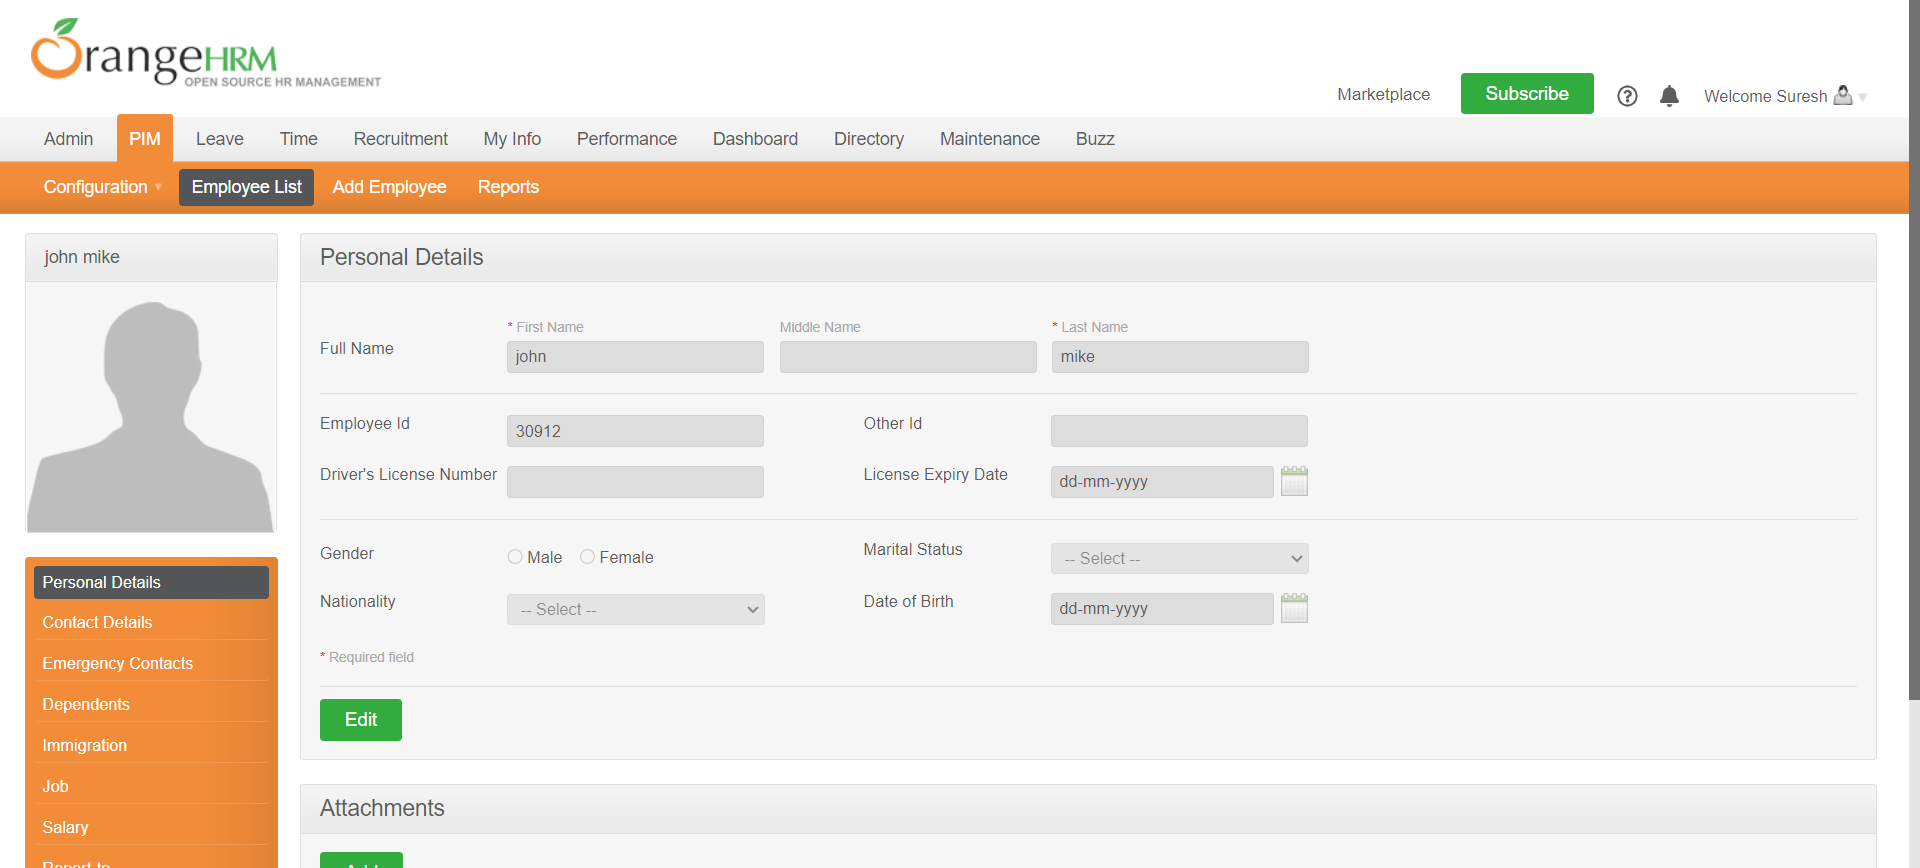 OrangeHRM
OPEN SOURCE HR MANAGEMENT
Marketplace
Subscribe
Welcome Suresh
Admin
PIM
Leave
Time
Recruitment
My Info
Performance
Dashboard
Directory
Maintenance
Buzz
Configuration
Employee List
Add Employee
Reports
john mike
Personal Details
Contact Details
Emergency Contacts
Dependents
Immigration
Job
Salary
Report-to
Personal Details
* First Name
Middle Name
* Last Name
Full Name
john
mike
Employee Id
30912
Other Id
Driver's License Number
License Expiry Date
dd-mm-yyyy
Gender
Male
Female
Marital Status
-- Select --
Nationality
-- Select --
Date of Birth
dd-mm-yyyy
* Required field
Edit
Attachments
Add